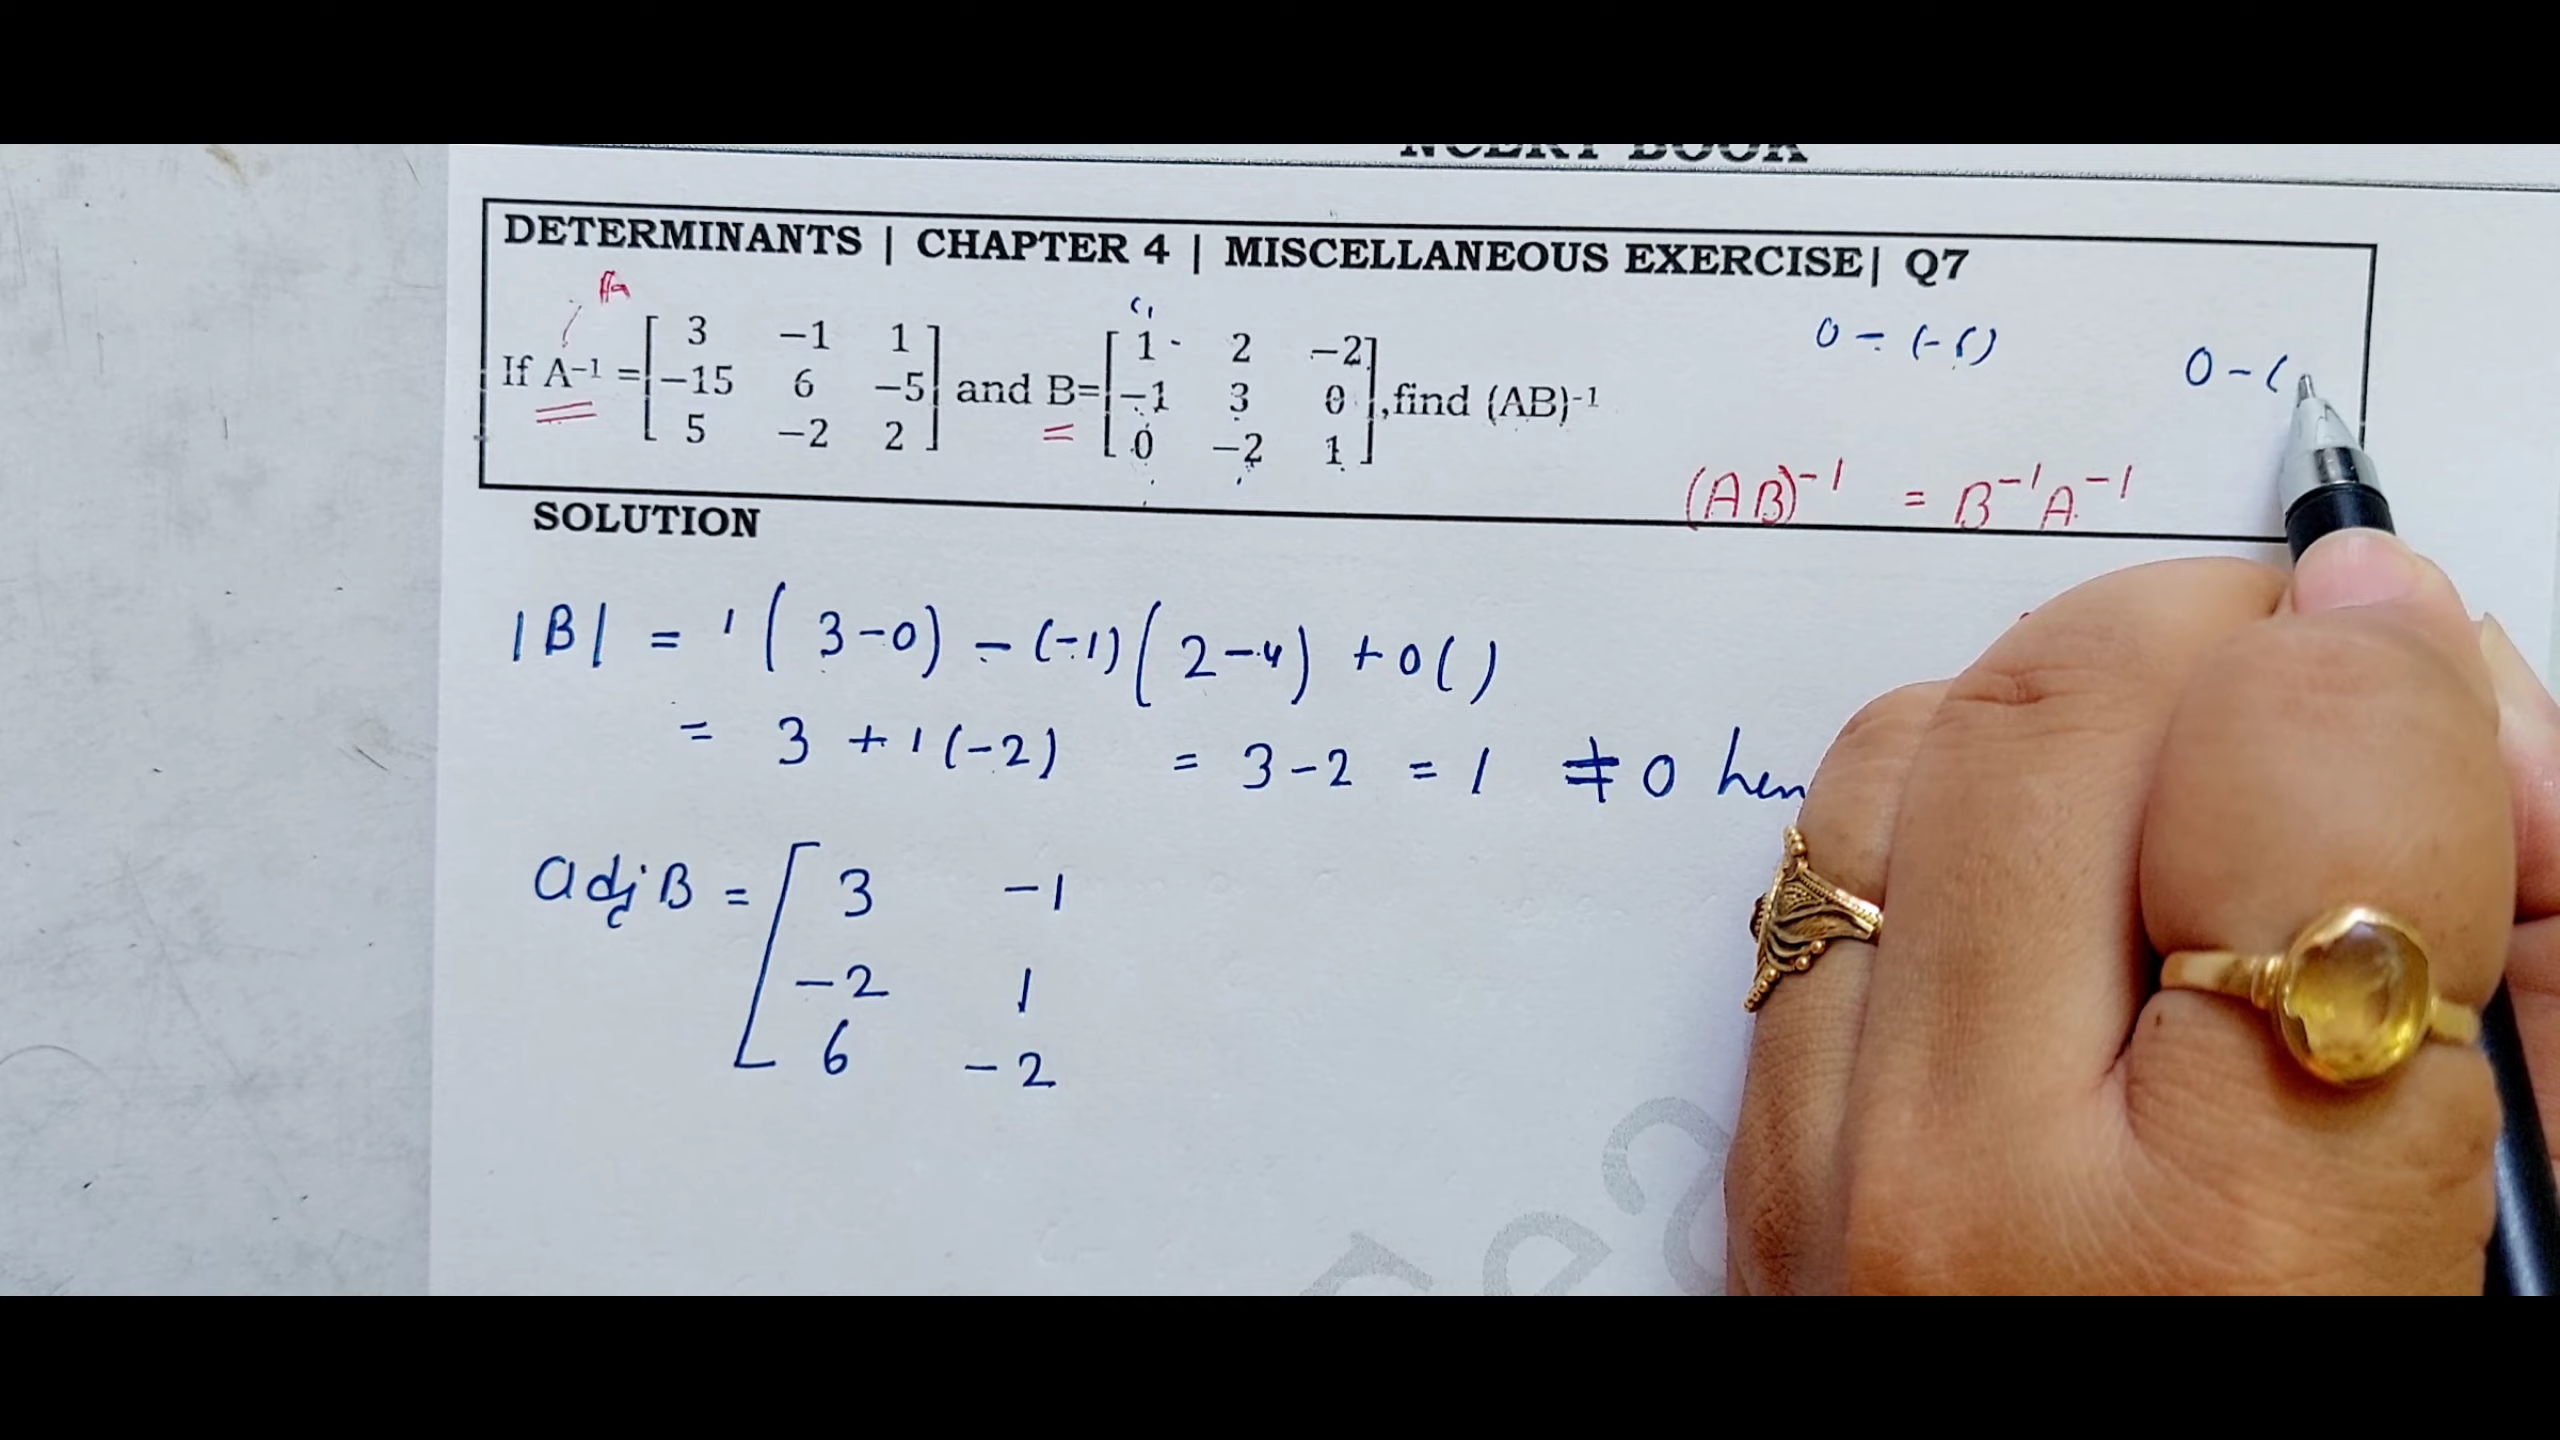 NCERT BOOK
DETERMINANTS | CHAPTER 4 | MISCELLANEOUS EXERCISE| Q7
If A⁻¹ = [3 −1 1; −15 6 −5; 5 −2 2] and B= [1 2 −2; −1 3 0; 0 −2 1] ,find (AB)⁻¹
0 - (
(AB)⁻¹ = B⁻¹A⁻¹
SOLUTION
|B| = 1 ( 3-0) - (-1) ( 2-4) + 0 ( )
= 3 + 1 (-2) = 3-2 = 1 ≠ 0 hen
adj B = [ 3 -1
-2 1
6 -2